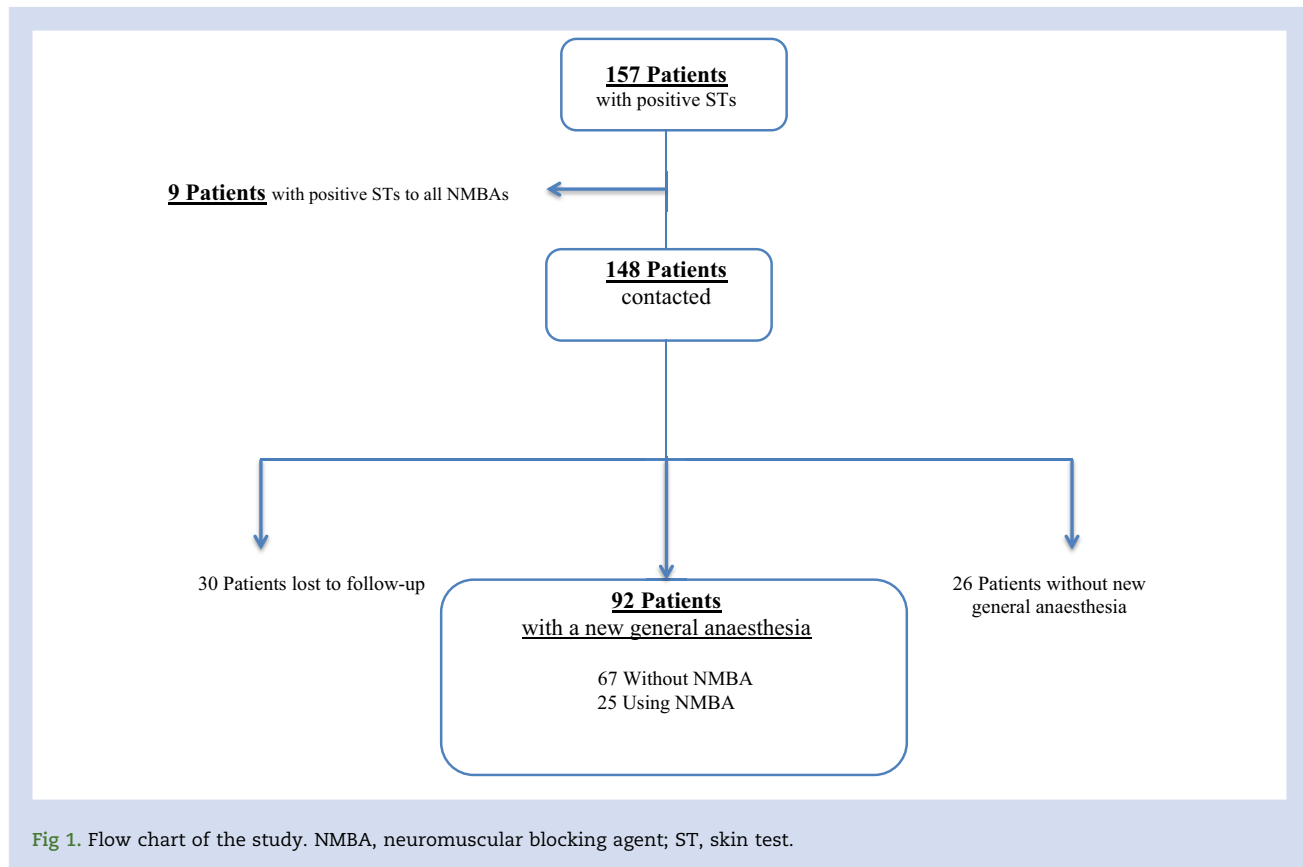 157 Patients
with positive STs
9 Patients with positive STs to all NMBAs
148 Patients
contacted
30 Patients lost to follow-up
92 Patients
with a new general anaesthesia
67 Without NMBA
25 Using NMBA
26 Patients without new
general anaesthesia
Fig 1. Flow chart of the study. NMBA, neuromuscular blocking agent; ST, skin test.